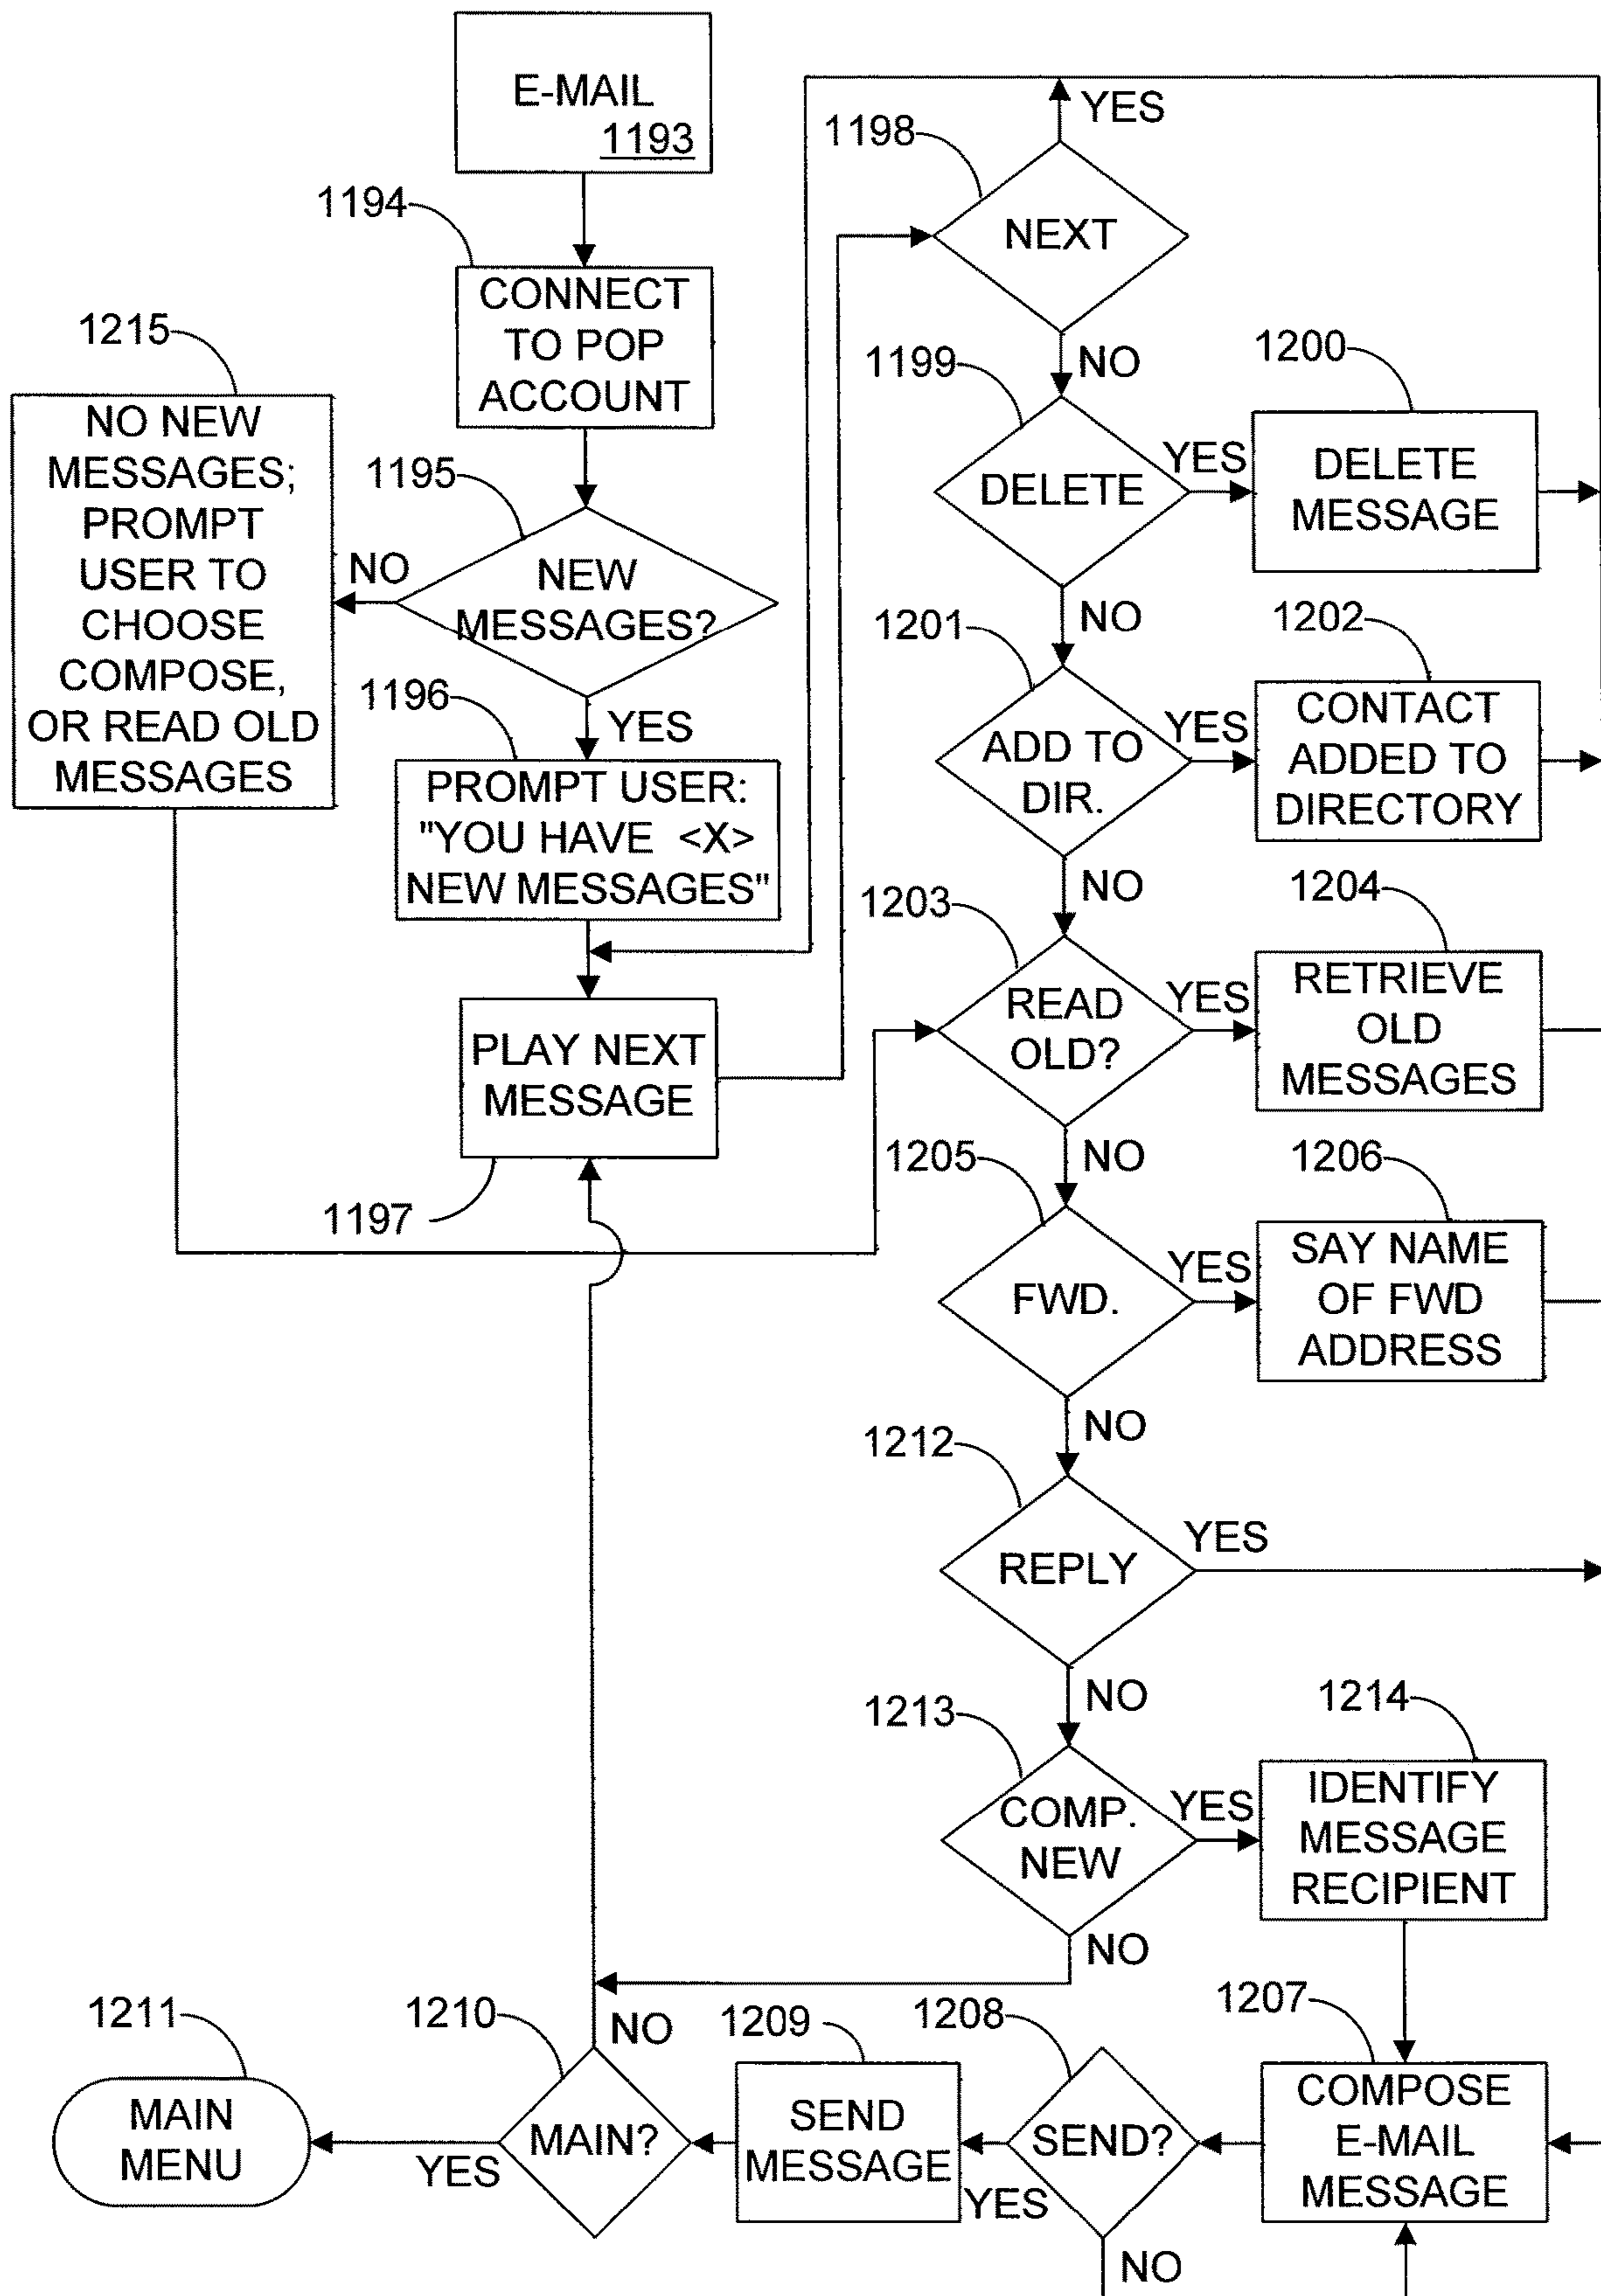 E-MAIL
1193
1194
CONNECT
TO POP
ACCOUNT
1215
NO NEW
MESSAGES;
PROMPT
USER TO
CHOOSE
COMPOSE,
OR READ OLD
MESSAGES
1195
NO
NEW
MESSAGES?
YES
1196
PROMPT USER:
"YOU HAVE <X>
NEW MESSAGES"
PLAY NEXT
MESSAGE
1197
1198
YES
NEXT
NO
1199
DELETE
YES
1200
DELETE
MESSAGE
NO
1201
ADD TO
DIR.
YES
1202
CONTACT
ADDED TO
DIRECTORY
NO
1203
READ
OLD?
YES
1204
RETRIEVE
OLD
MESSAGES
NO
1205
FWD.
YES
1206
SAY NAME
OF FWD
ADDRESS
NO
1212
REPLY
YES
NO
1213
COMP.
NEW
YES
1214
IDENTIFY
MESSAGE
RECIPIENT
NO
1207
COMPOSE
E-MAIL
MESSAGE
1208
SEND?
YES
NO
1209
SEND
MESSAGE
1210
NO
MAIN?
YES
1211
MAIN
MENU